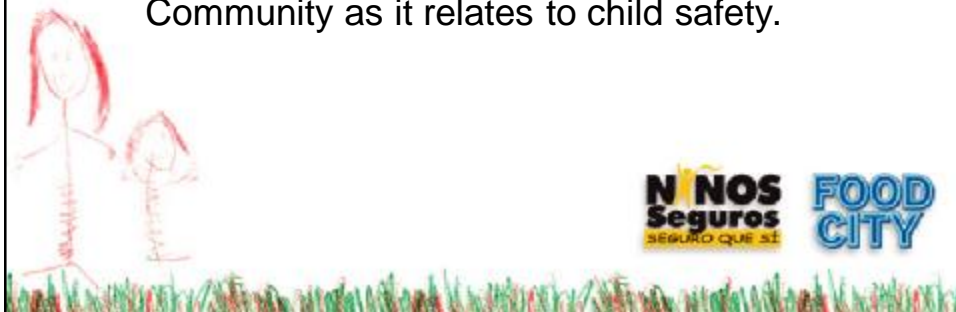 Community as it relates to child safety.
NIÑOS
Seguros
SEGURO QUE SÍ
FOOD
CITY